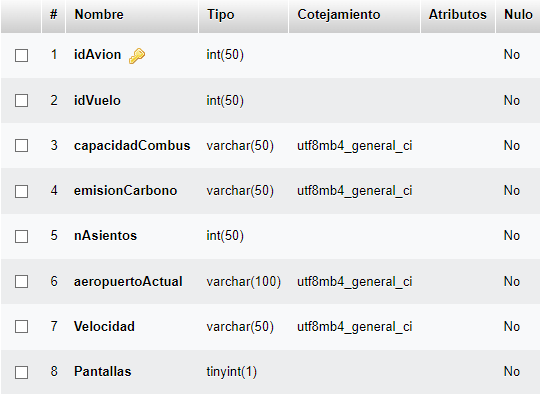 # Nombre Tipo Cotejamiento Atributos Nulo
1 idAvion int(50) No
2 idVuelo int(50) No
3 capacidadCombus varchar(50) utf8mb4_general_ci No
4 emisionCarbono varchar(50) utf8mb4_general_ci No
5 nAsientos int(50) No
6 aeropuertoActual varchar(100) utf8mb4_general_ci No
7 Velocidad varchar(50) utf8mb4_general_ci No
8 Pantallas tinyint(1) No